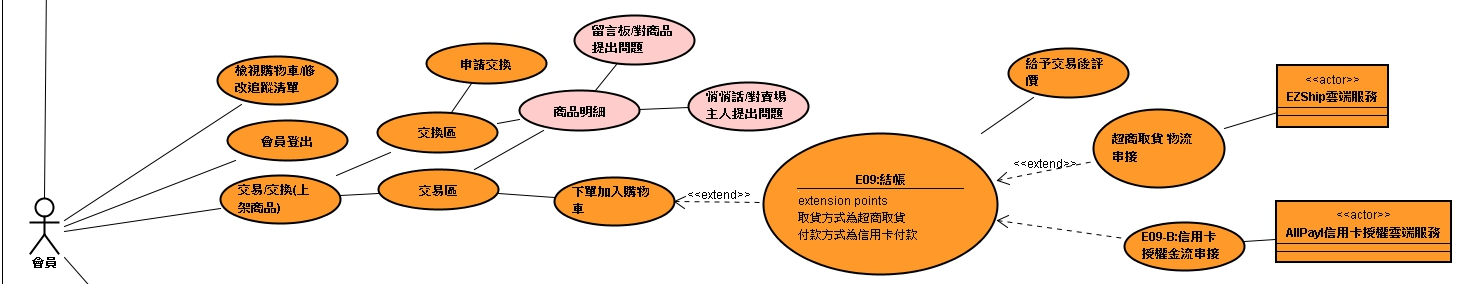 留言板/對商品
提出問題
檢視購物車/修
改追蹤清單
申請交換
給予交易後評
價
<<actor>>
EZShip雲端服務
商品明細
悄悄話/對賣場
主人提出問題
交換區
會員登出
超商取貨 物流
串接
<<extend>>
交易/交換(上
架商品)
交易區
下單加入購物
車
<<extend>>
E09:結帳
extension points
取貨方式為超商取貨
付款方式為信用卡付款
<<actor>>
AllPayl信用卡授權雲端服務
E09-B:信用卡
授權金流串接
會員